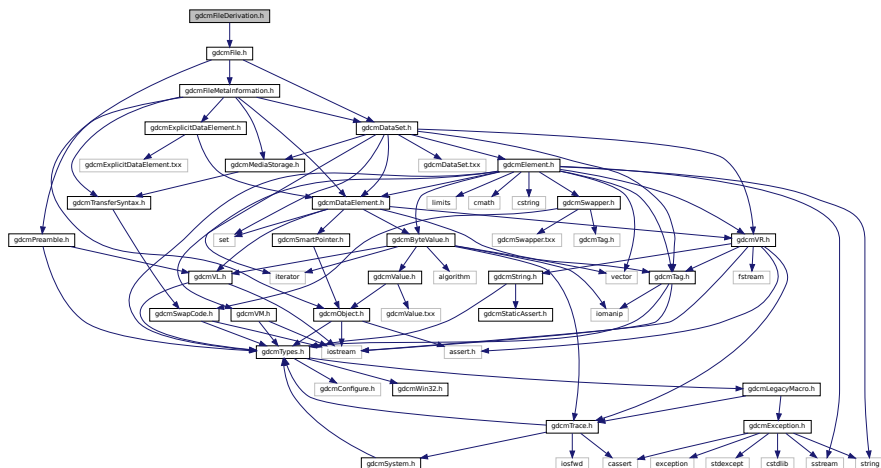 gdcmFileDerivation.h
gdcmFile.h
gdcmFileMetaInformation.h
gdcmExplicitDataElement.h
gdcmDataSet.h
gdcmExplicitDataElement.txx
gdcmMediaStorage.h
gdcmDataSet.txx
gdcmElement.h
gdcmTransferSyntax.h
gdcmDataElement.h
limits
cmath
cstring
gdcmSwapper.h
gdcmPreamble.h
set
gdcmSmartPointer.h
gdcmByteValue.h
gdcmSwapper.txx
gdcmTag.h
gdcmVR.h
gdcmVL.h
iterator
gdcmValue.h
algorithm
gdcmString.h
vector
gdcmTag.h
fstream
gdcmSwapCode.h
gdcmVM.h
gdcmObject.h
gdcmValue.txx
gdcmStaticAssert.h
iomanip
gdcmTypes.h
iostream
assert.h
gdcmConfigure.h
gdcmWin32.h
gdcmLegacyMacro.h
gdcmTrace.h
gdcmException.h
gdcmSystem.h
iosfwd
cassert
exception
stdexcept
cstdlib
sstream
string